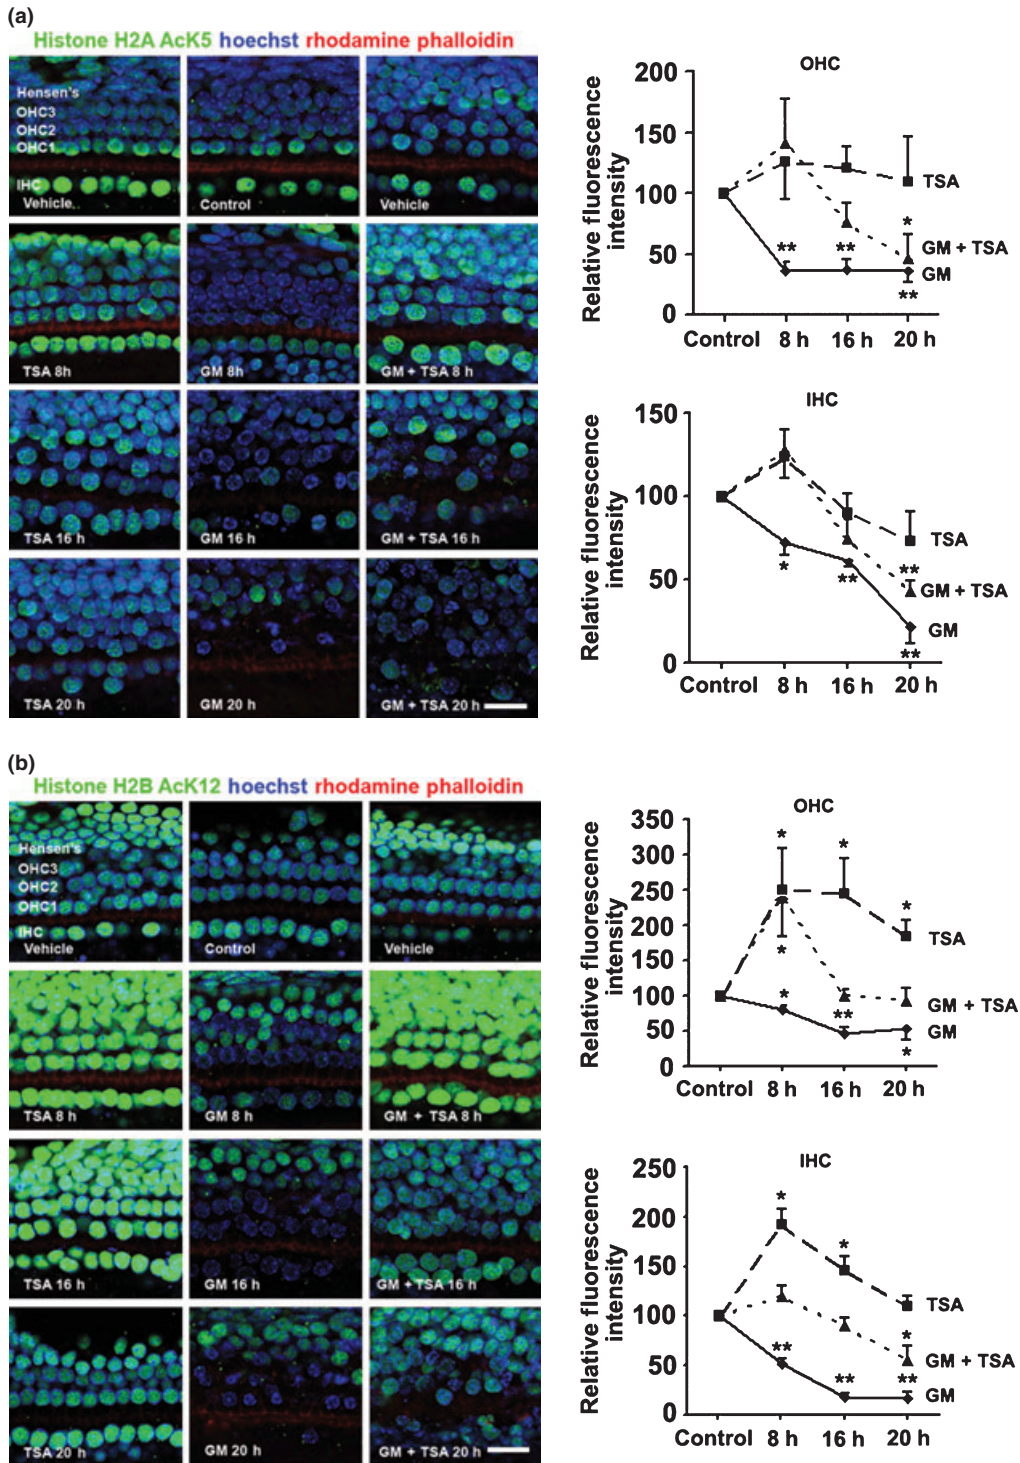 (a)
Histone H2A AcK5 hoechst rhodamine phalloidin
Hensen's
OHC3
OHC2
OHC1
IHC
Vehicle
Control
Vehicle
TSA 8h
GM 8h
GM + TSA 8 h
TSA 16 h
GM 16 h
GM + TSA 16 h
TSA 20 h
GM 20 h
GM + TSA 20 h
OHC
Relative fluorescence
intensity
200
150
100
50
0
**
**
*
**
TSA
GM + TSA
GM
Control 8 h 16 h 20 h
IHC
Relative fluorescence
intensity
150
100
50
0
*
**
**
**
TSA
GM + TSA
GM
Control 8 h 16 h 20 h
(b)
Histone H2B AcK12 hoechst rhodamine phalloidin
Hensen's
OHC3
OHC2
OHC1
IHC
Vehicle
Control
Vehicle
TSA 8 h
GM 8 h
GM + TSA 8 h
TSA 16 h
GM 16 h
GM + TSA 16 h
TSA 20 h
GM 20 h
GM + TSA 20 h
OHC
Relative fluorescence
intensity
350
300
250
200
150
100
50
0
*
*
*
*
*
**
*
TSA
GM + TSA
GM
Control 8 h 16 h 20 h
IHC
Relative fluorescence
intensity
250
200
150
100
50
0
*
*
*
**
**
**
TSA
GM + TSA
GM
Control 8 h 16 h 20 h